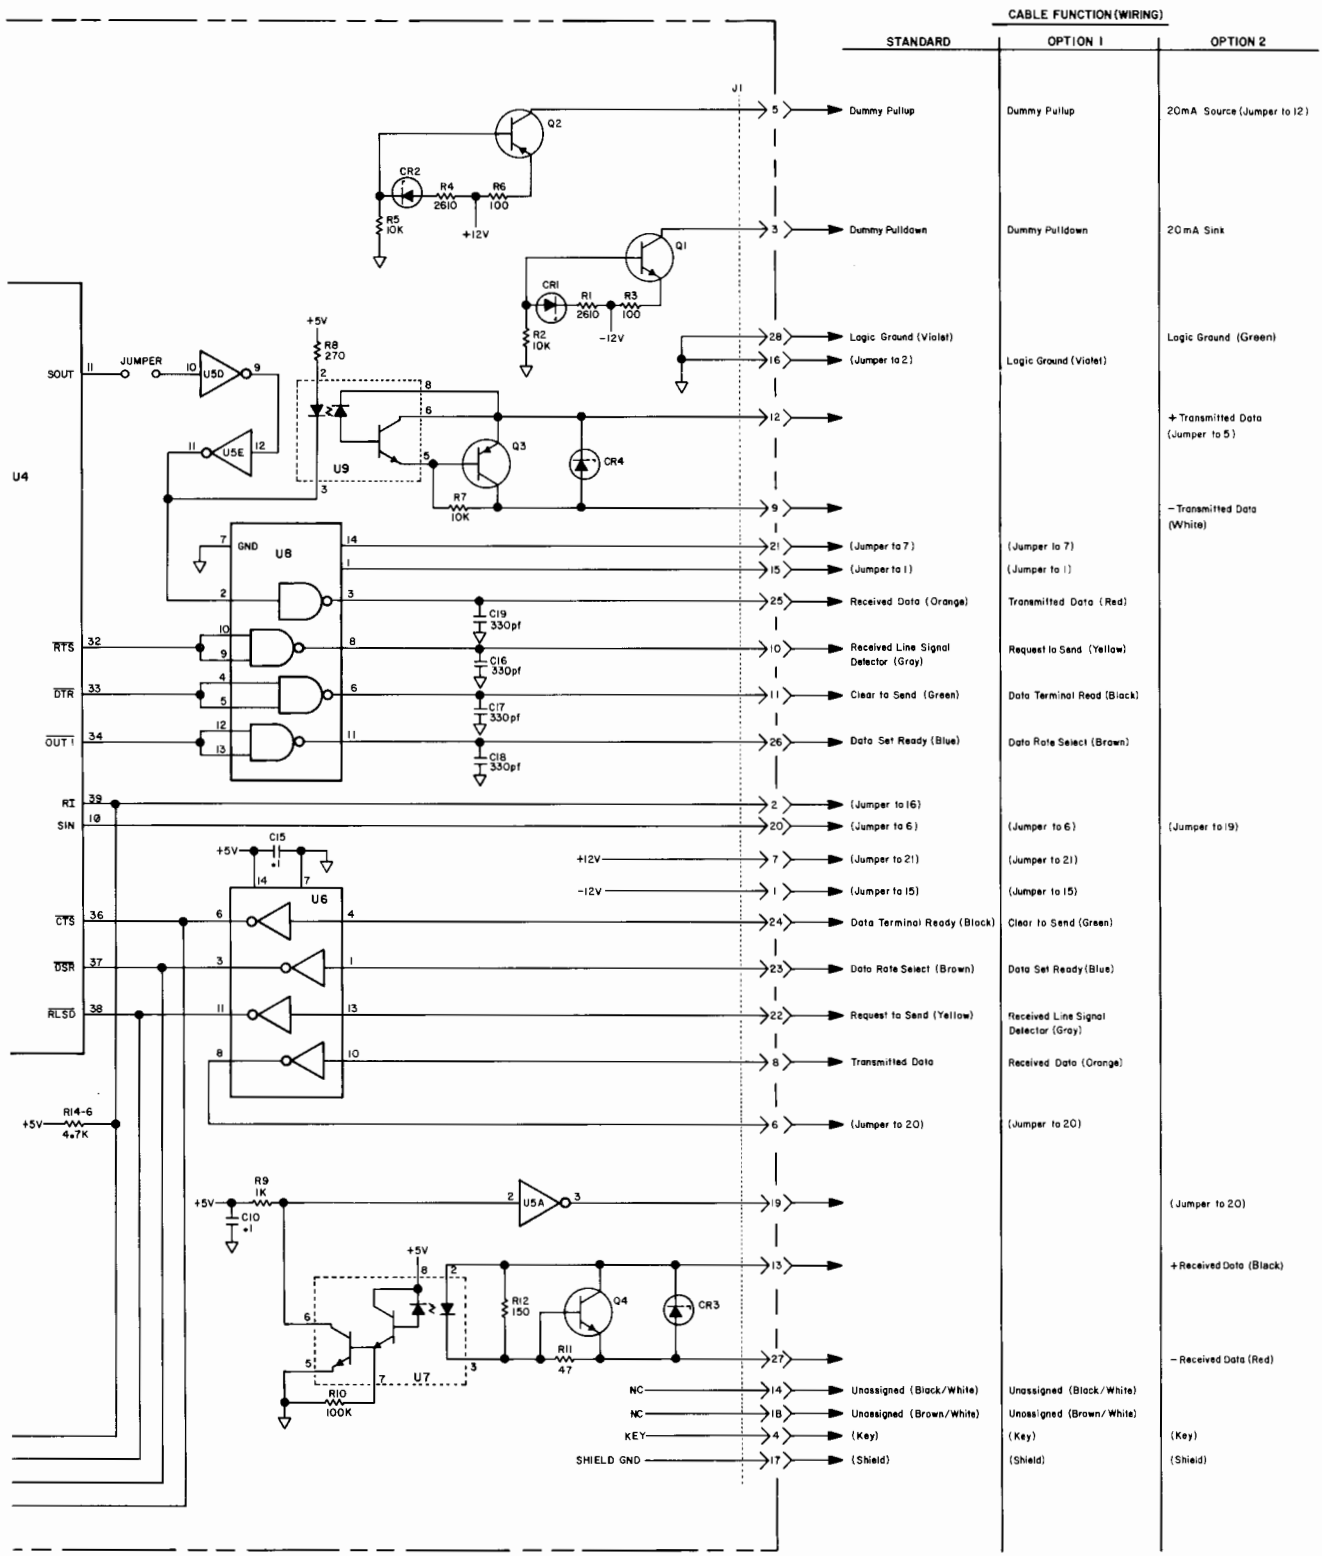 CABLE FUNCTION (WIRING)
STANDARD OPTION 1 OPTION 2
J1
5 Dummy Pullup Dummy Pullup 20mA Source (Jumper to 12)
Q2
CR2
R4
2610
R6
100
R5
10K
+12V
3 Dummy Pulldown Dummy Pulldown 20mA Sink
Q1
CR1
R1
2610
R3
100
R2
10K
-12V
28 Logic Ground (Violet) Logic Ground (Green)
16 (Jumper to 2) Logic Ground (Violet)
+5V
R8
270
SOUT 11 JUMPER 10 U5D 9
2
8
6
12 + Transmitted Data
(Jumper to 5)
11 U5E 12
U9
5
Q3
CR4
3
R7
10K
9 - Transmitted Data
(White)
U4
7 GND U8 14 21 (Jumper to 7) (Jumper to 7)
1 15 (Jumper to 1) (Jumper to 1)
2 3 25 Received Data (Orange) Transmitted Data (Red)
C19
330pf
RTS 32 10 9 8 10 Received Line Signal
Detector (Gray)
Request to Send (Yellow)
C16
330pf
DTR 33 4 5 6 11 Clear to Send (Green) Data Terminal Read (Black)
C17
330pf
OUT 1 34 12 13 11 26 Data Set Ready (Blue) Data Rate Select (Brown)
C18
330pf
RI 39 2 (Jumper to 16)
SIN 10 20 (Jumper to 6) (Jumper to 6) (Jumper to 19)
+5V C15
.1
+12V 7 (Jumper to 21) (Jumper to 21)
14 7
U6
-12V 1 (Jumper to 15) (Jumper to 15)
CTS 36 6 4 24 Data Terminal Ready (Black) Clear to Send (Green)
DSR 37 3 1 23 Data Rate Select (Brown) Data Set Ready (Blue)
RLSD 38 11 13 22 Request to Send (Yellow) Received Line Signal
Detector (Gray)
8 10 8 Transmitted Data Received Data (Orange)
+5V R14-6
4.7K
6 (Jumper to 20) (Jumper to 20)
+5V R9
1K
2 U5A 3 19 (Jumper to 20)
C10
.1
+5V
8
2
13 + Received Data (Black)
6
R12
150
Q4
CR3
5
7
U7
3
R11
47
27 - Received Data (Red)
R10
100K
NC 14 Unassigned (Black/White) Unassigned (Black/White)
NC 18 Unassigned (Brown/White) Unassigned (Brown/White)
KEY 4 (Key) (Key) (Key)
SHIELD GND 17 (Shield) (Shield) (Shield)